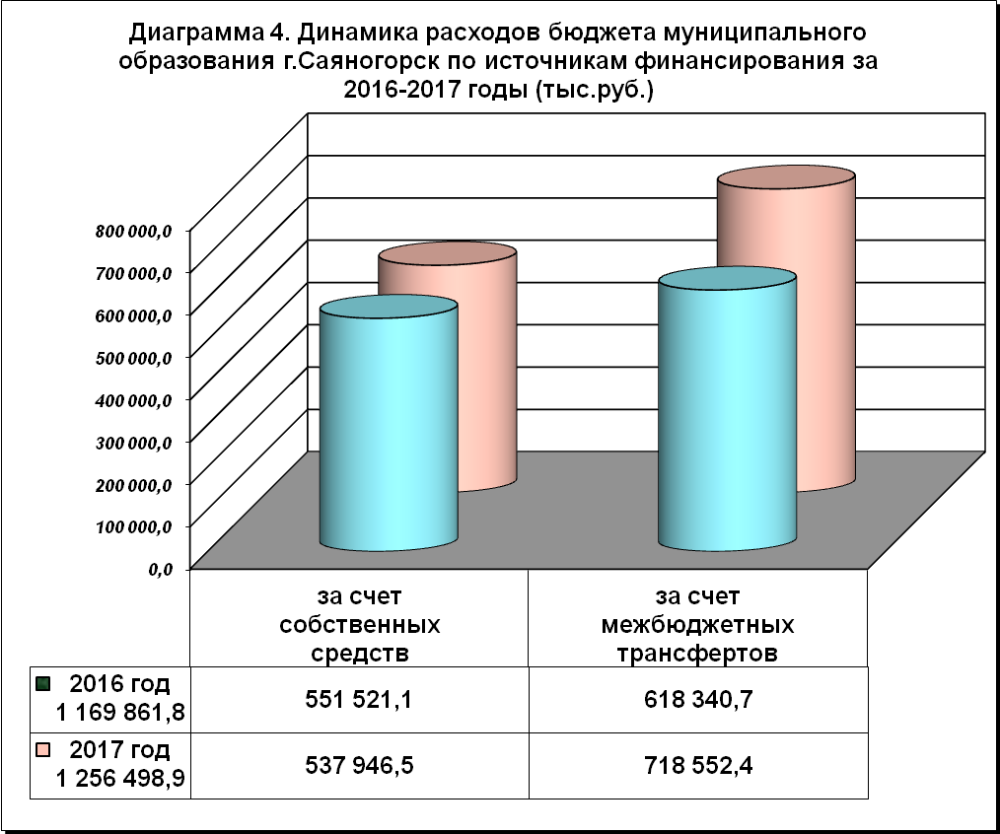 Диаграмма 4. Динамика расходов бюджета муниципального
образования г.Саяногорск по источникам финансирования за
2016-2017 годы (тыс.руб.)
800 000,0
700 000,0
600 000,0
500 000,0
400 000,0
300 000,0
200 000,0
100 000,0
0,0
за счет
собственных
средств
за счет
межбюджетных
трансфертов
2016 год
1 169 861,8
551 521,1
618 340,7
2017 год
1 256 498,9
537 946,5
718 552,4